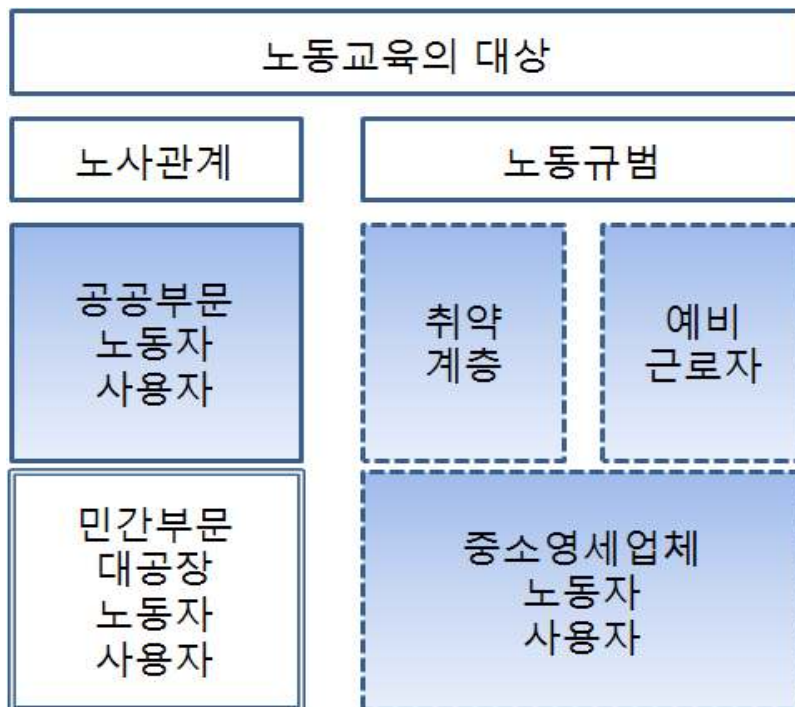 노동교육의 대상
노사관계
노동규범
공공부문
노동자
사용자
취약
계층
예비
근로자
민간부문
대공장
노동자
사용자
중소영세업체
노동자
사용자